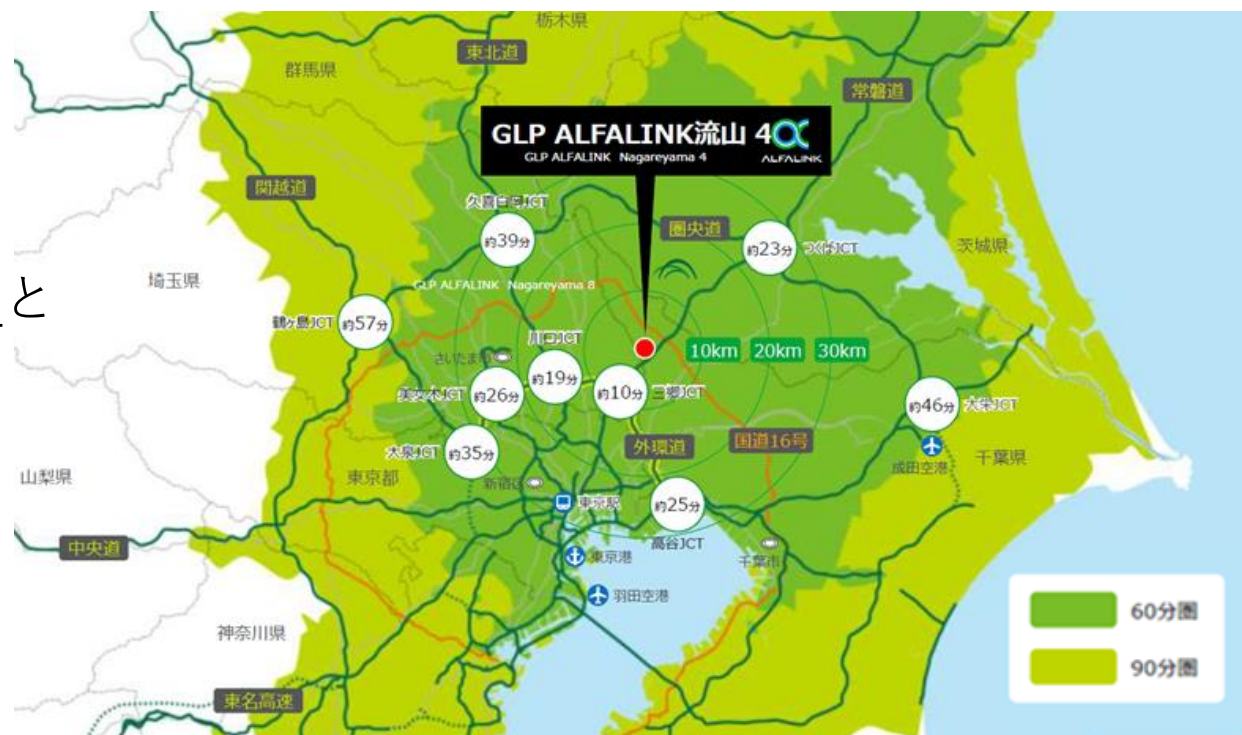 栃木県
東北道
群馬県
常磐道
GLP ALFALINK流山 4
GLP ALFALINK Nagareyama 4
ALFALINK
関越道
久喜白岡JCT
圏央道
約39分
約23分
つくばJCT
茨城県
埼玉県
と
GLP ALFALINK Nagareyama 8
鶴ヶ島JCT
約57分
川口JCT
10km
20km
30km
さいたま市
約19分
約10分
三郷JCT
美女木JCT
約26分
約46分
大栄JCT
大泉JCT
約35分
外環道
国道16号
成田空港
千葉県
山梨県
東京都
新宿区
東京駅
約25分
高谷JCT
中央道
東京港
千葉市
羽田空港
60分圏
神奈川県
90分圏
東名高速